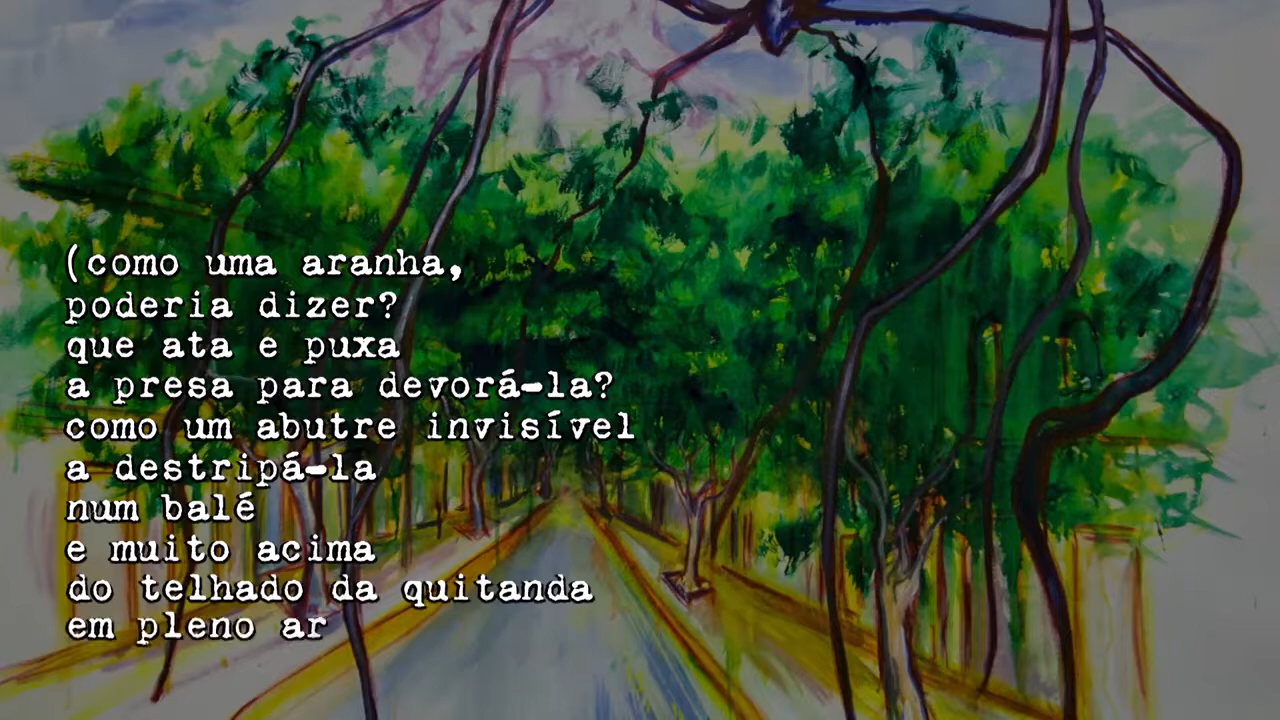 (como uma aranha,
poderia dizer?
que ata e puxa
a presa para devorá-la?
como um abutre invisível
a destripá-la
num balé
e muito acima
do telhado da quitanda
em pleno ar